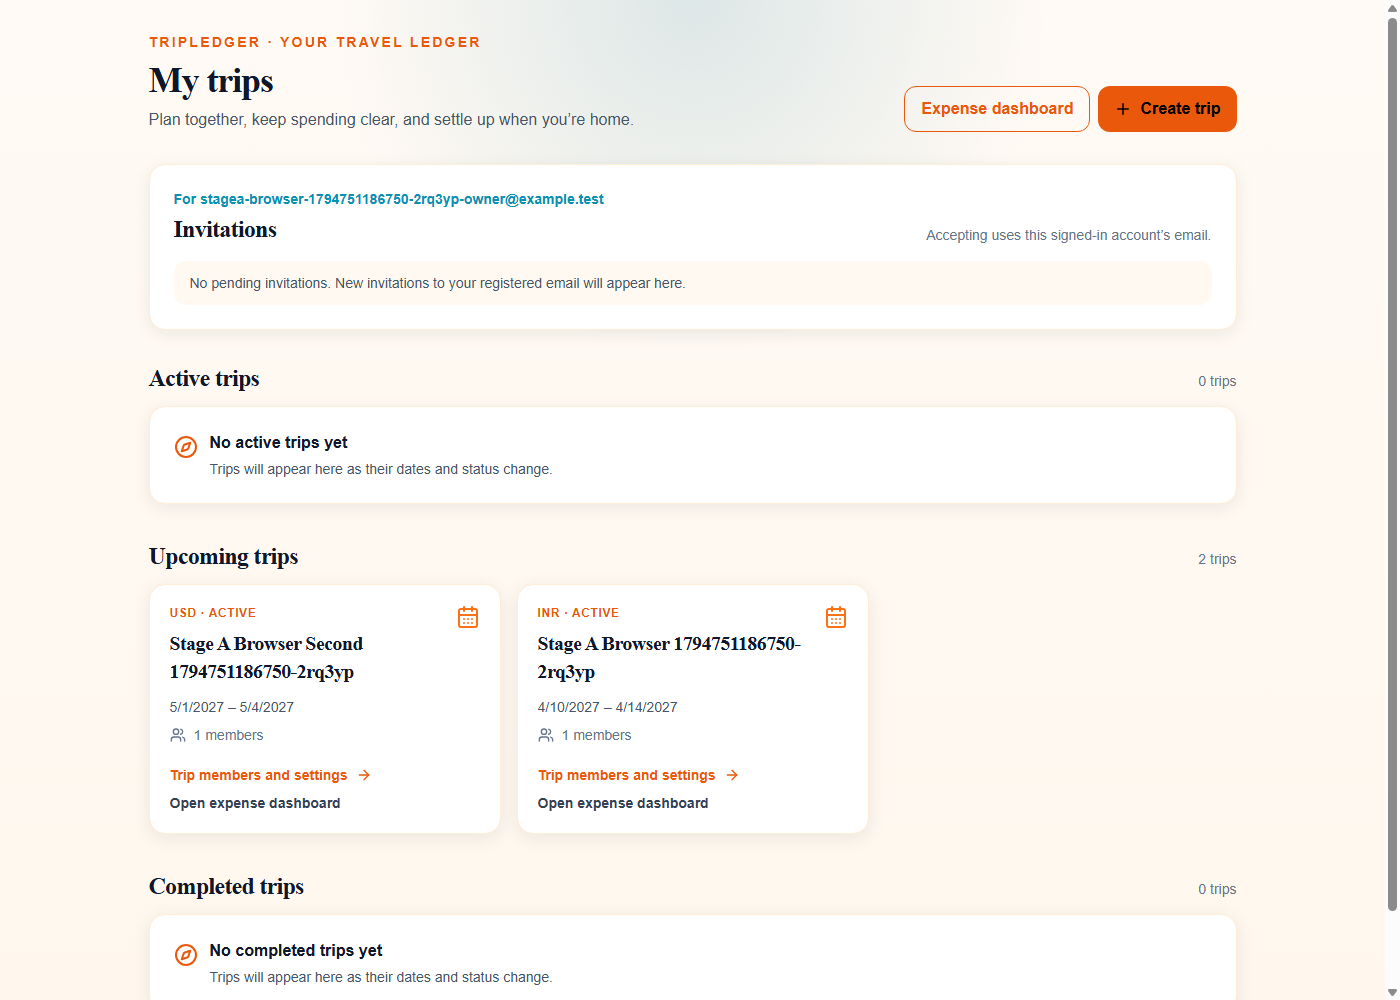 TRIPLEDGER · YOUR TRAVEL LEDGER
My trips
Plan together, keep spending clear, and settle up when you’re home.
Expense dashboard
Create trip
For stagea-browser-1794751186750-2rq3yp-owner@example.test
Invitations
Accepting uses this signed-in account’s email.
No pending invitations. New invitations to your registered email will appear here.
Active trips
0 trips
No active trips yet
Trips will appear here as their dates and status change.
Upcoming trips
2 trips
USD · ACTIVE
Stage A Browser Second
1794751186750-2rq3yp
5/1/2027 – 5/4/2027
1 members
Trip members and settings
Open expense dashboard
INR · ACTIVE
Stage A Browser 1794751186750-
2rq3yp
4/10/2027 – 4/14/2027
1 members
Trip members and settings
Open expense dashboard
Completed trips
0 trips
No completed trips yet
Trips will appear here as their dates and status change.